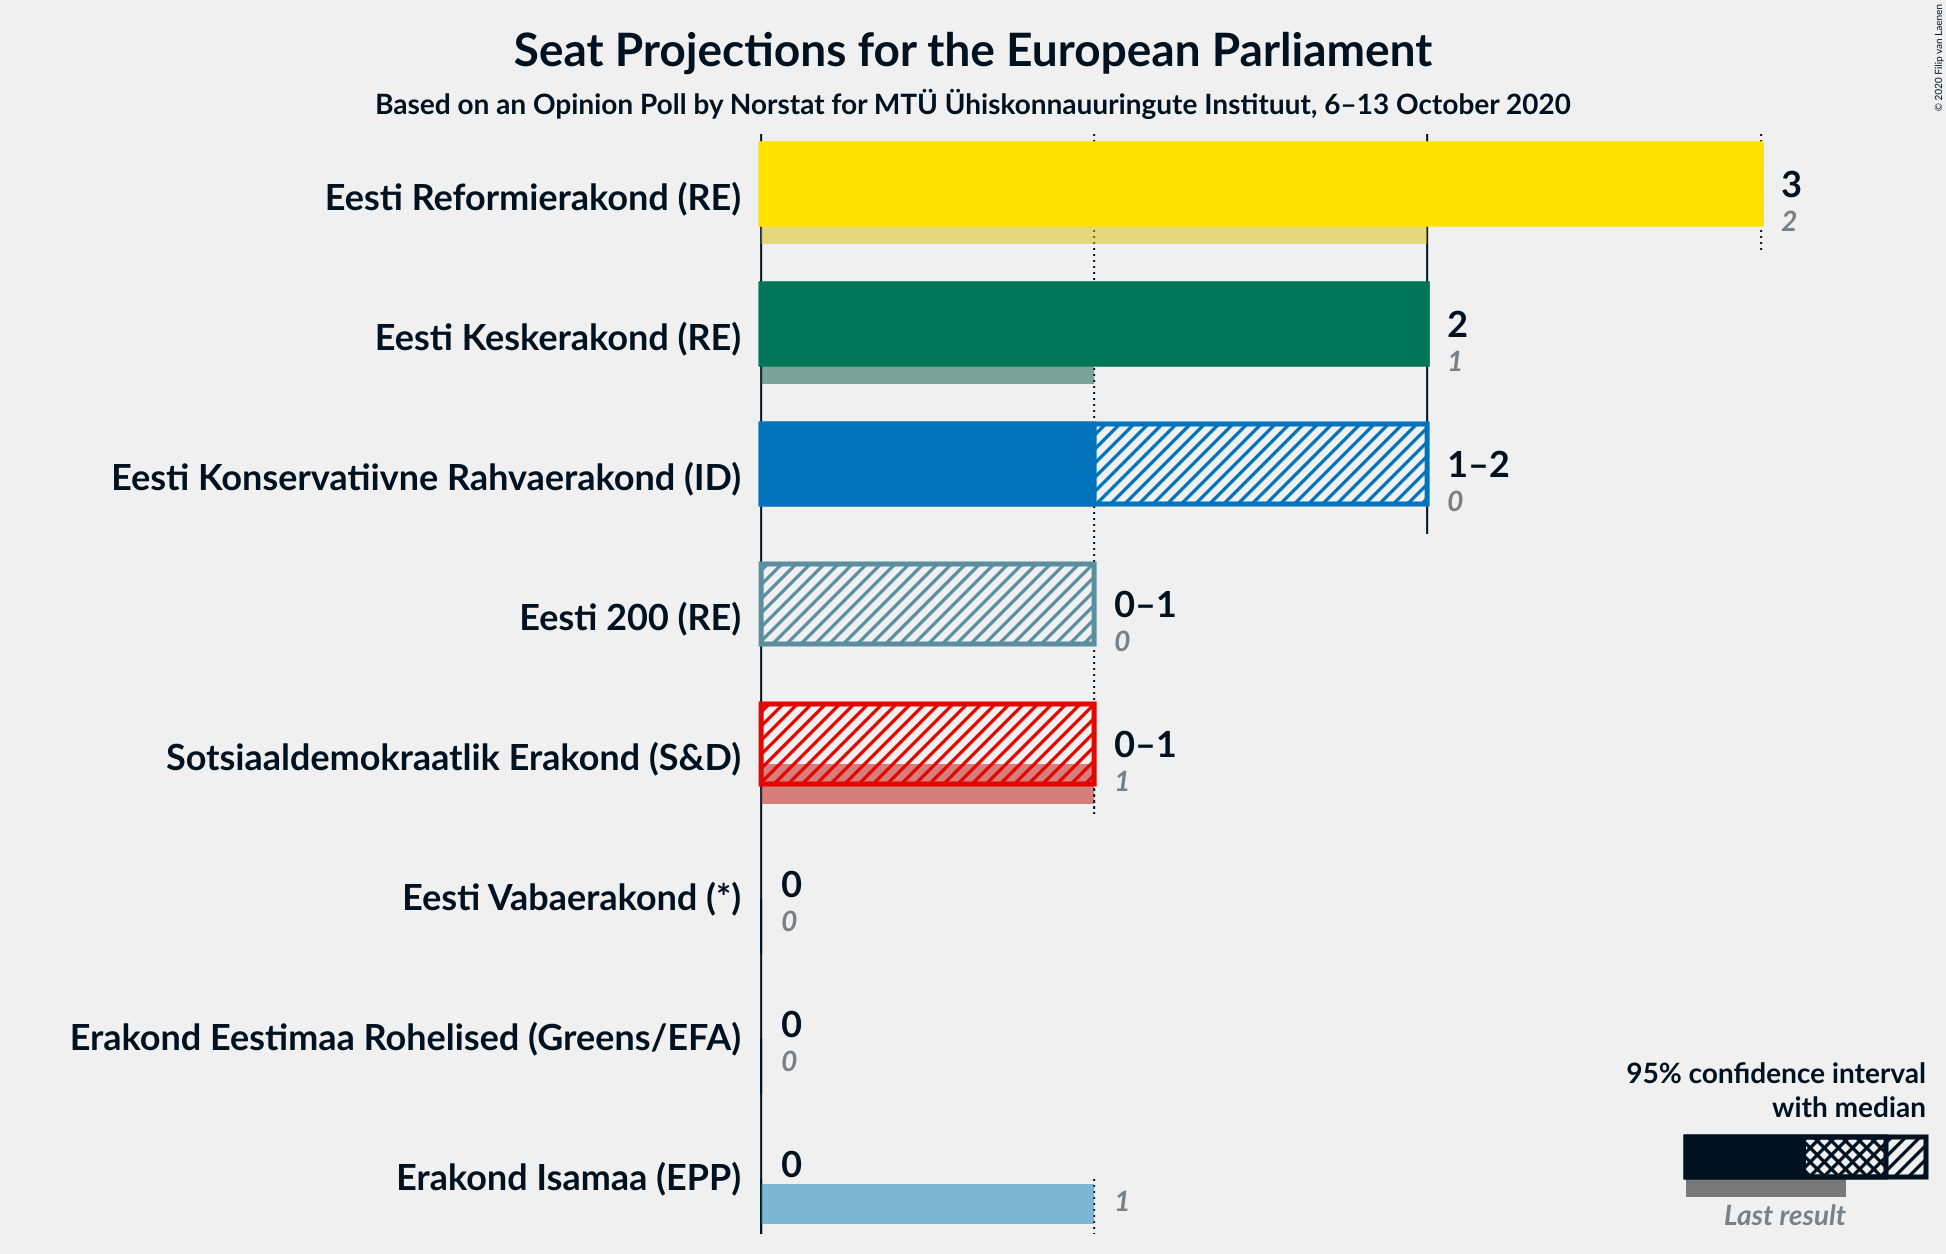 Seat Projections for the European Parliament
Based on an Opinion Poll by Norstat for MTÜ Ühiskonnauuringute Instituut, 6–13 October 2020
© 2020 Filip van Laenen
Eesti Reformierakond (RE)
3
2
Eesti Keskerakond (RE)
2
1
Eesti Konservatiivne Rahvaerakond (ID)
1–2
0
Eesti 200 (RE)
0–1
0
Sotsiaaldemokraatlik Erakond (S&D)
0–1
1
Eesti Vabaerakond (*)
0
0
Erakond Eestimaa Rohelised (Greens/EFA)
0
0
Erakond Isamaa (EPP)
0
1
95% confidence interval
with median
Last result